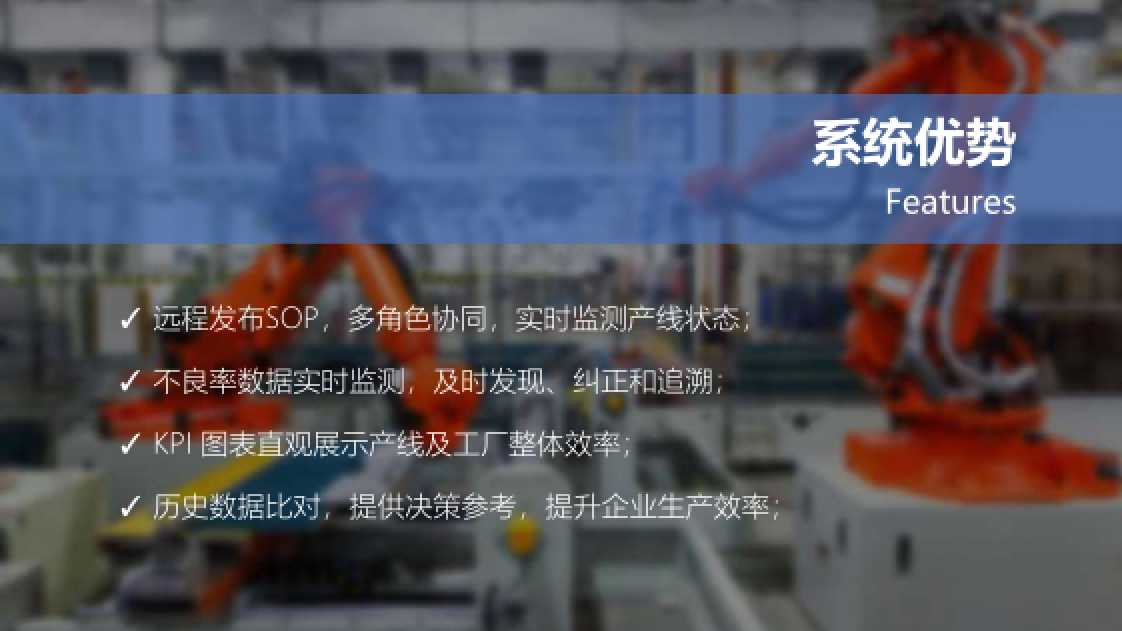 系统优势
Features
✓ 远程发布SOP，多角色协同，实时监测产线状态；
✓ 不良率数据实时监测，及时发现、纠正和追溯；
✓ KPI 图表直观展示产线及工厂整体效率；
✓ 历史数据比对，提供决策参考，提升企业生产效率；